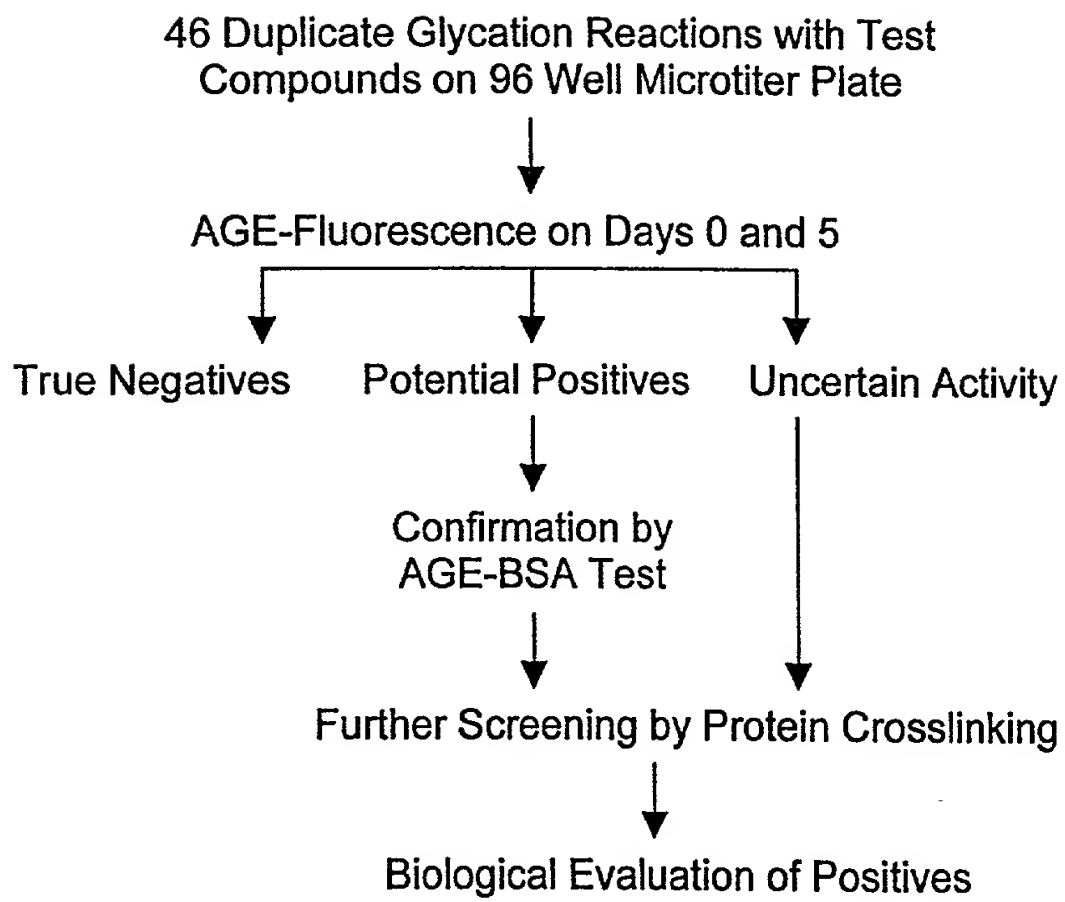 46 Duplicate Glycation Reactions with Test
Compounds on 96 Well Microtiter Plate
AGE-Fluorescence on Days 0 and 5
True Negatives
Potential Positives
Uncertain Activity
Confirmation by
AGE-BSA Test
Further Screening by Protein Crosslinking
Biological Evaluation of Positives